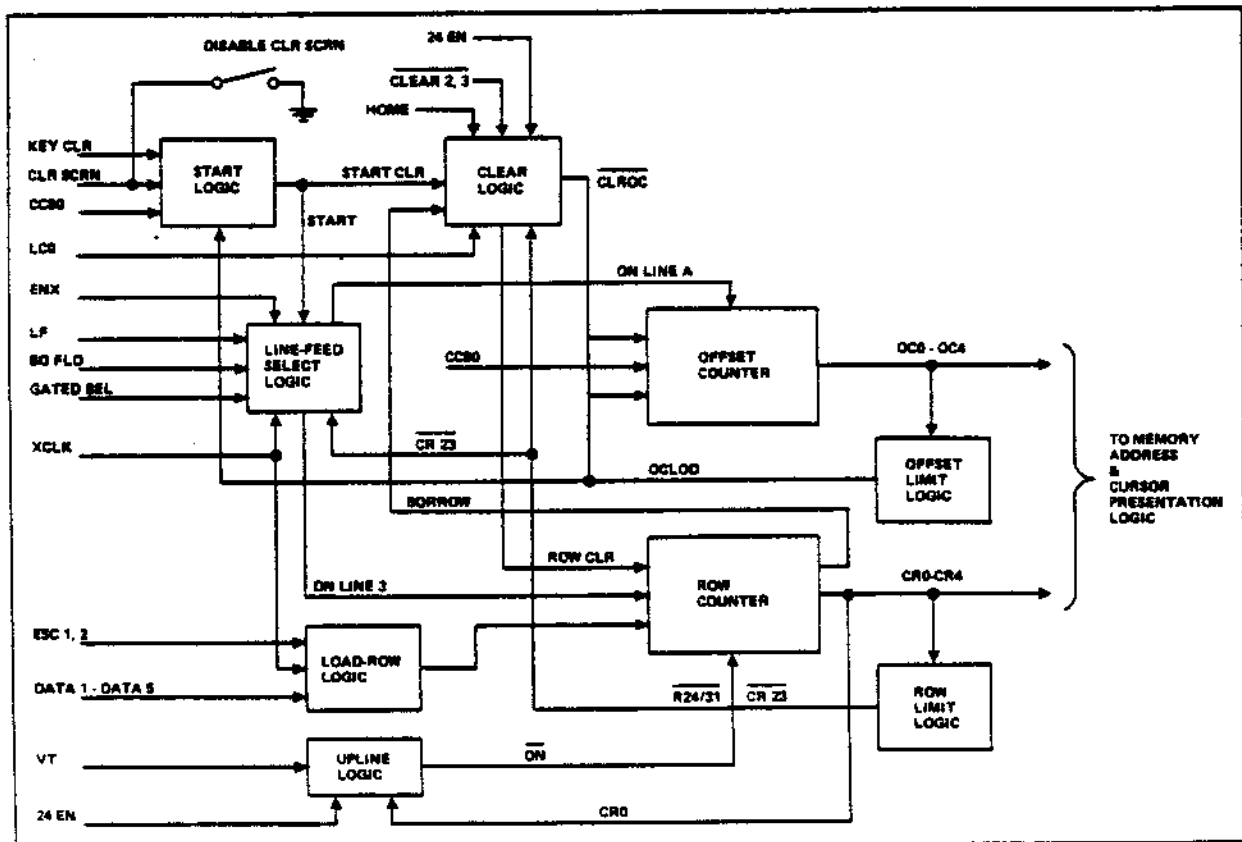 DISABLE CLR SCRN
24 EN
CLEAR 2, 3
HOME
KEY CLR
CLR SCRN
CC80
START
LOGIC
START CLR
CLEAR
LOGIC
CLROC
START
LC0
ON LINE A
ENX
LF
BO FLO
GATED BEL
LINE-FEED
SELECT
LOGIC
CC80
OFFSET
COUNTER
OC0 - OC4
XCLK
CR 23
OCLOD
OFFSET
LIMIT
LOGIC
TO MEMORY
ADDRESS
&
CURSOR
PRESENTATION
LOGIC
BORROW
ROW CLR
ON LINE 3
ROW
COUNTER
CR0-CR4
ESC 1, 2
LOAD-ROW
LOGIC
DATA 1 - DATA 5
R24/31
CR 23
ROW
LIMIT
LOGIC
VT
UPLINE
LOGIC
ON
24 EN
CR0